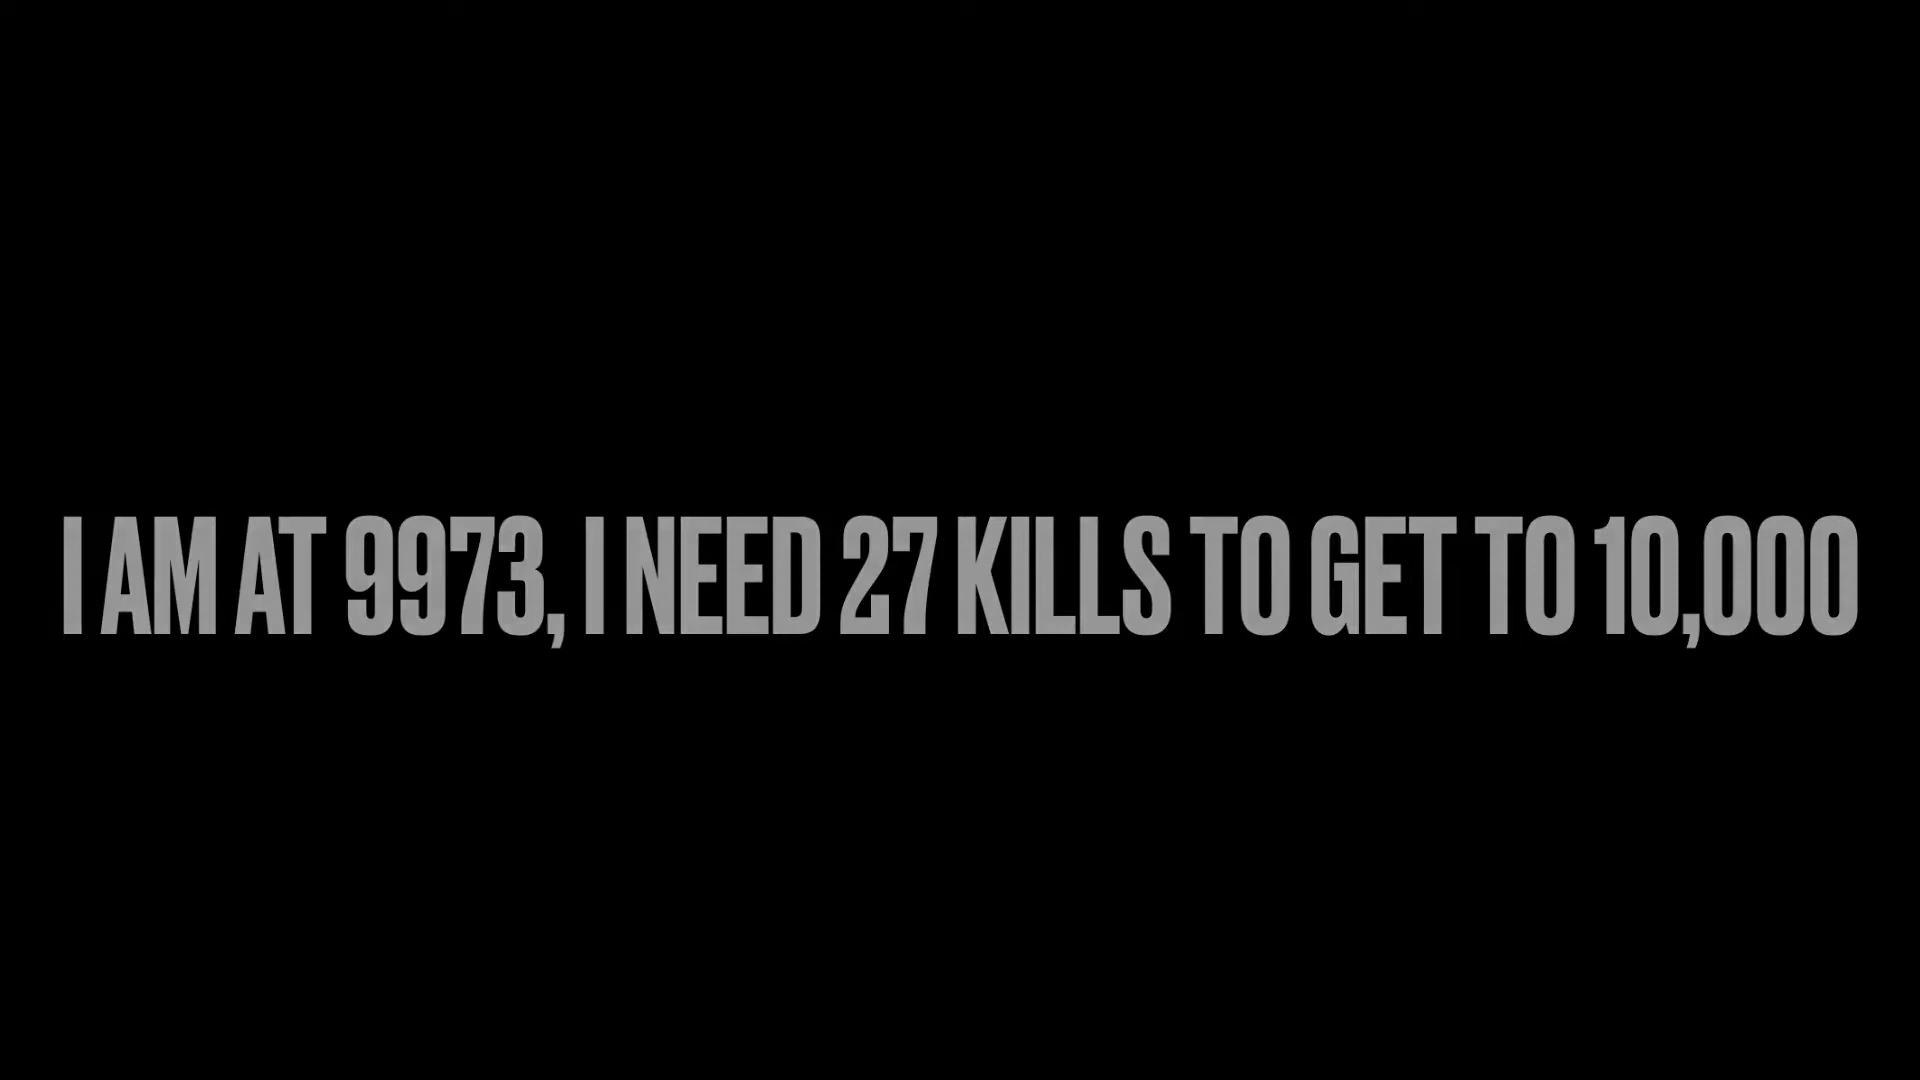 I AM AT 9973, I NEED 27 KILLS TO GET TO 10,000